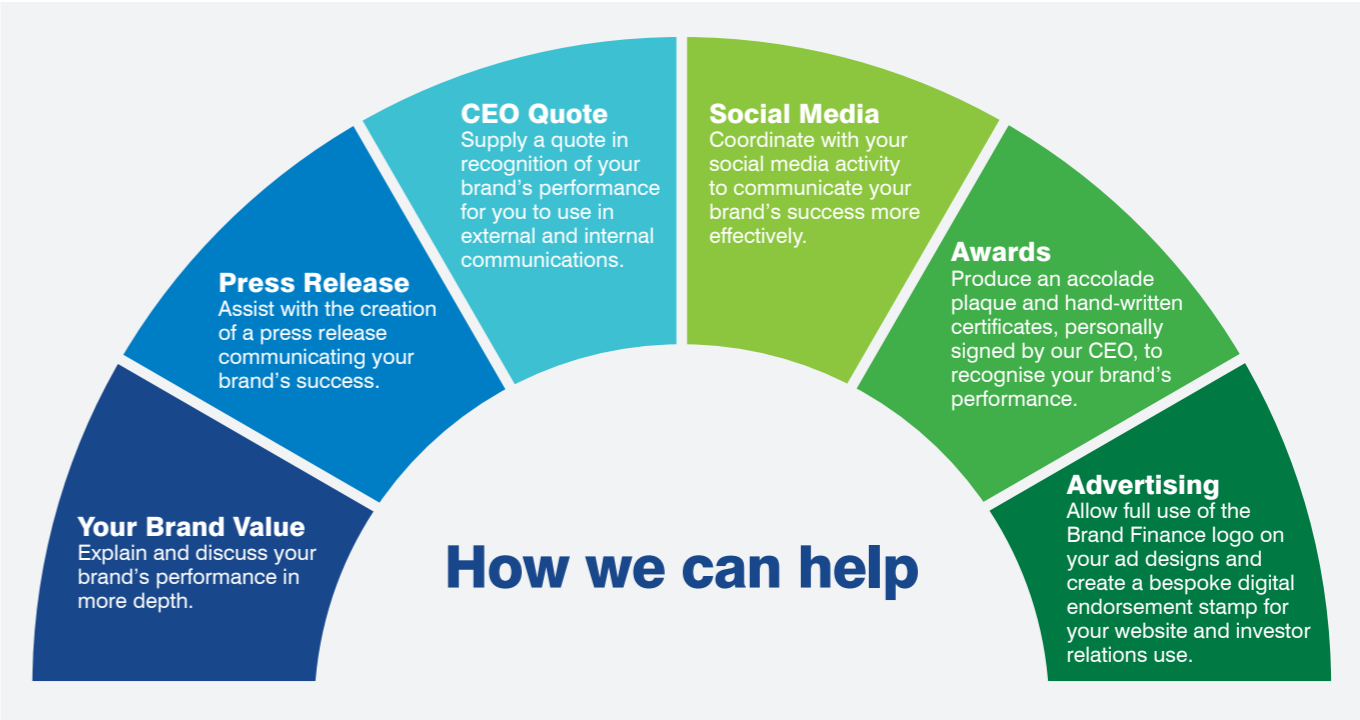 Your Brand Value
Explain and discuss your
brand's performance in
more depth.
Press Release
Assist with the creation
of a press release
communicating your
brand's success.
CEO Quote
Supply a quote in
recognition of your
brand's performance
for you to use in
external and internal
communications.
Social Media
Coordinate with your
social media activity
to communicate your
brand's success more
effectively.
Awards
Produce an accolade
plaque and hand-written
certificates, personally
signed by our CEO, to
recognise your brand's
performance.
Advertising
Allow full use of the
Brand Finance logo on
your ad designs and
create a bespoke digital
endorsement stamp for
your website and investor
relations use.
How we can help